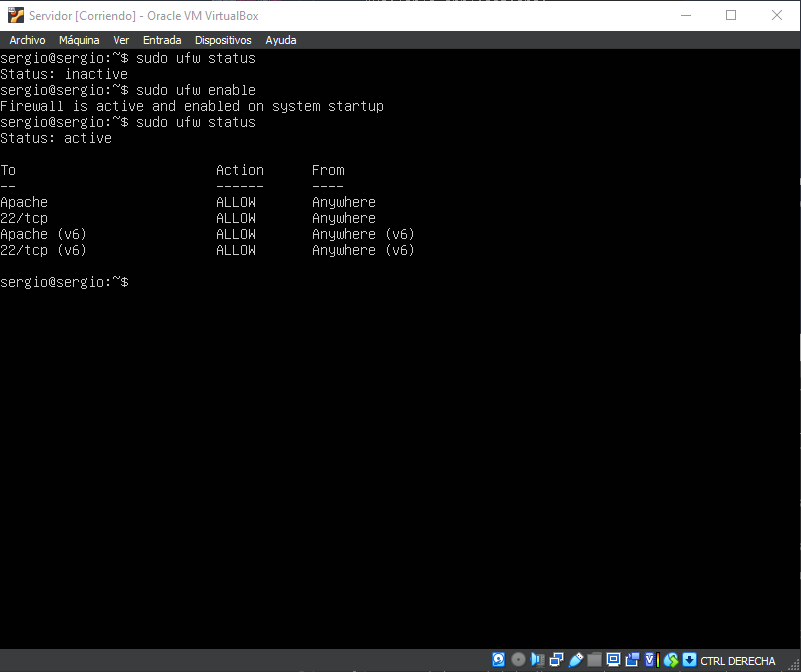 Servidor [Corriendo] - Oracle VM VirtualBox
Archivo Máquina Ver Entrada Dispositivos Ayuda
sergio@sergio:~$ sudo ufw status
Status: inactive
sergio@sergio:~$ sudo ufw enable
Firewall is active and enabled on system startup
sergio@sergio:~$ sudo ufw status
Status: active
To Action From
-- ------ ----
Apache ALLOW Anywhere
22/tcp ALLOW Anywhere
Apache (v6) ALLOW Anywhere (v6)
22/tcp (v6) ALLOW Anywhere (v6)
sergio@sergio:~$
CTRL DERECHA